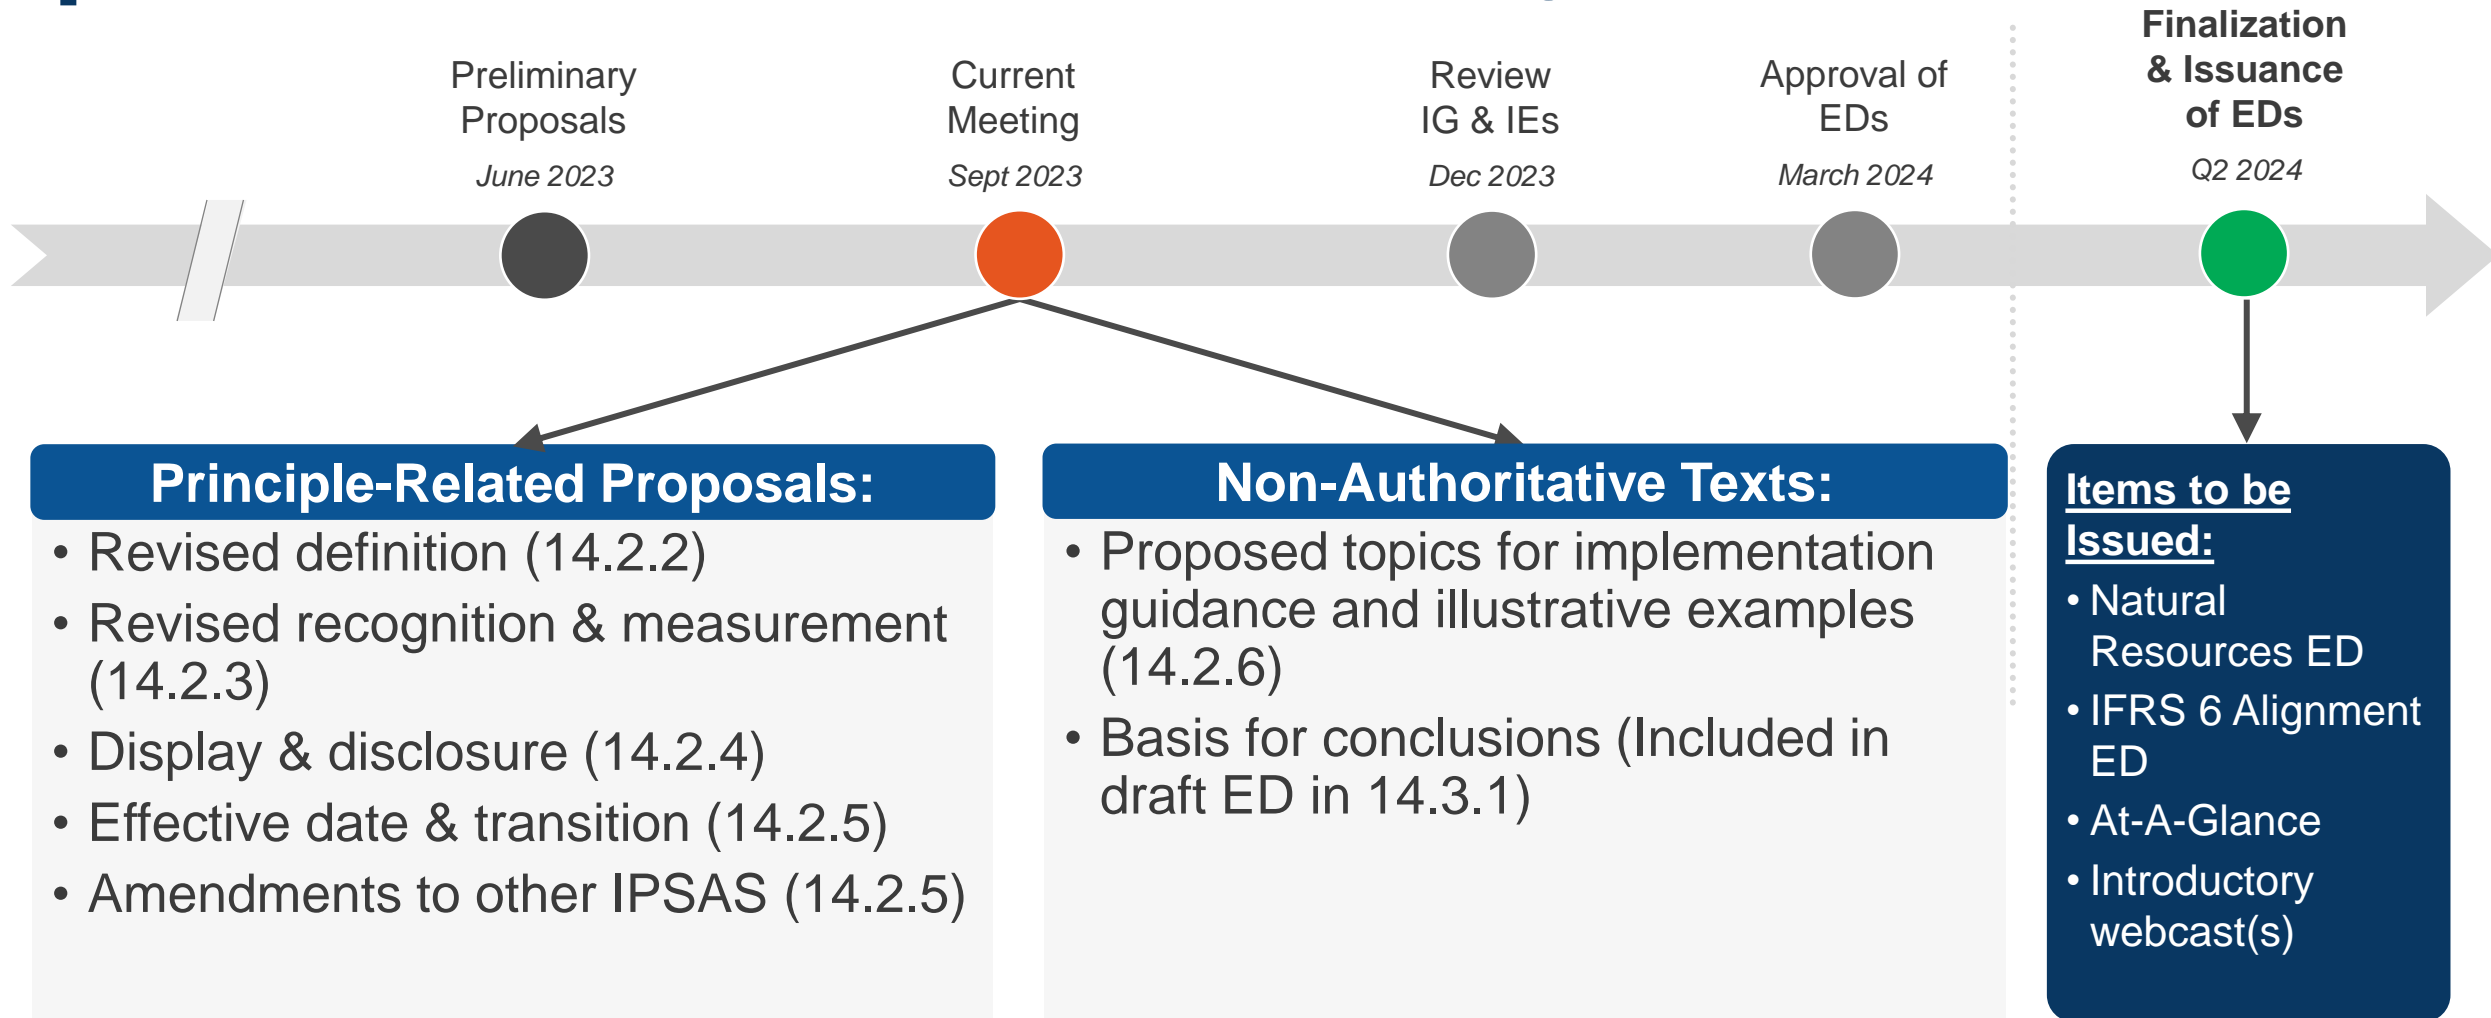 Preliminary
Proposals
June 2023
Current
Meeting
Sept 2023
Review
IG & IEs
Dec 2023
Approval of
EDs
March 2024
Finalization
& Issuance
of EDs
Q2 2024
Principle-Related Proposals:
• Revised definition (14.2.2)
• Revised recognition & measurement
(14.2.3)
• Display & disclosure (14.2.4)
• Effective date & transition (14.2.5)
• Amendments to other IPSAS (14.2.5)
Non-Authoritative Texts:
• Proposed topics for implementation
guidance and illustrative examples
(14.2.6)
• Basis for conclusions (Included in
draft ED in 14.3.1)
Items to be
Issued:
• Natural
Resources ED
• IFRS 6 Alignment
ED
• At-A-Glance
• Introductory
webcast(s)